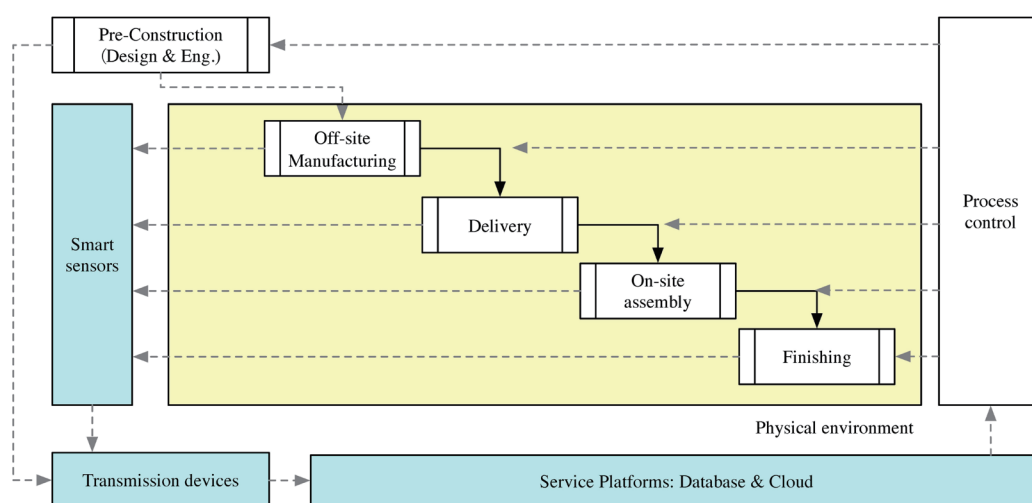 Pre-Construction
(Design & Eng.)
Off-site
Manufacturing
Delivery
Process
control
Smart
sensors
On-site
assembly
Finishing
Physical environment
Transmission devices
Service Platforms: Database & Cloud